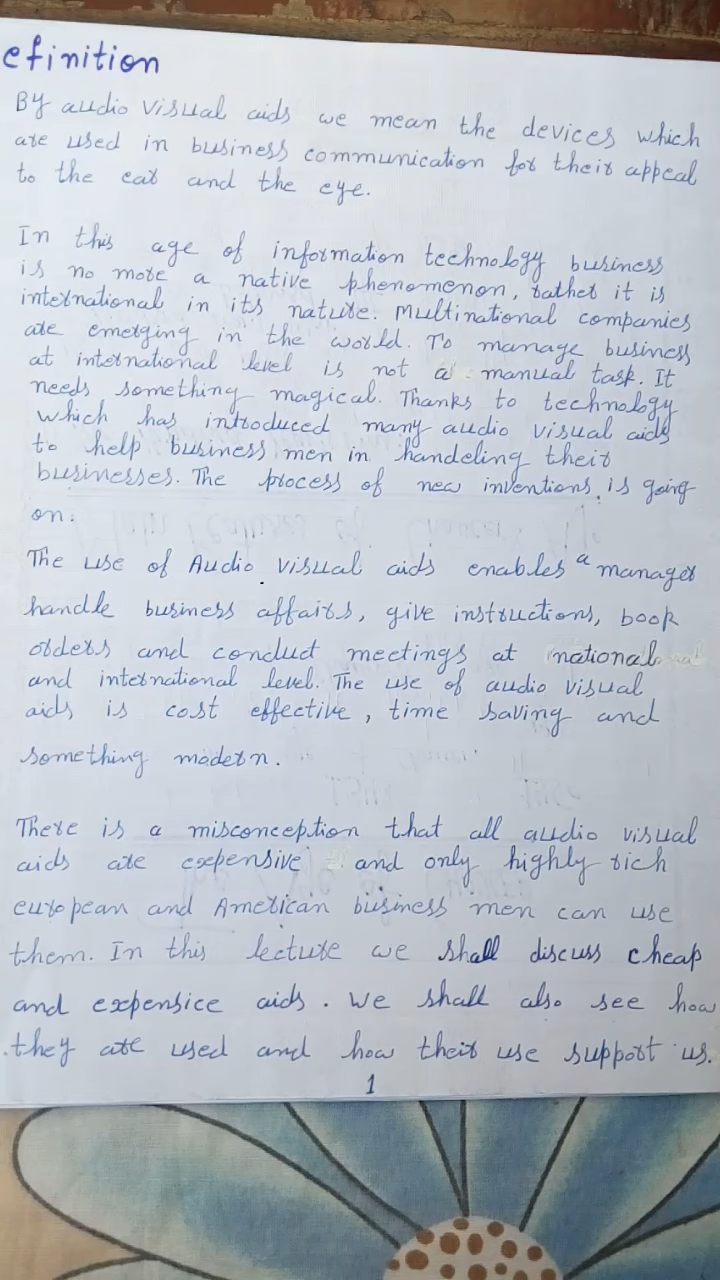 efinition
By audio visual aids we mean the devices which
are used in business communication for their appeal
to the ear and the eye.
In this age of information technology business
is no more a native phenomenon, rather it is
international in its nature. Multinational companies
are emerging in the world. To manage business
at international level is not a manual task. It
needs something magical. Thanks to technology
which has introduced many audio visual aids
to help business men in handeling their
businesses. The process of new inventions is going
on.
The use of Audio visual aids enables a manager
handle business affairs, give instructions, book
orders and conduct meetings at national
and international level. The use of audio visual
aids is cost effective, time saving and
something modern.
There is a misconception that all audio visual
aids are expensive and only highly rich
european and American business men can use
them. In this lecture we shall discuss cheap
and expensice aids. We shall also see how
they are used and how their use support us.
1